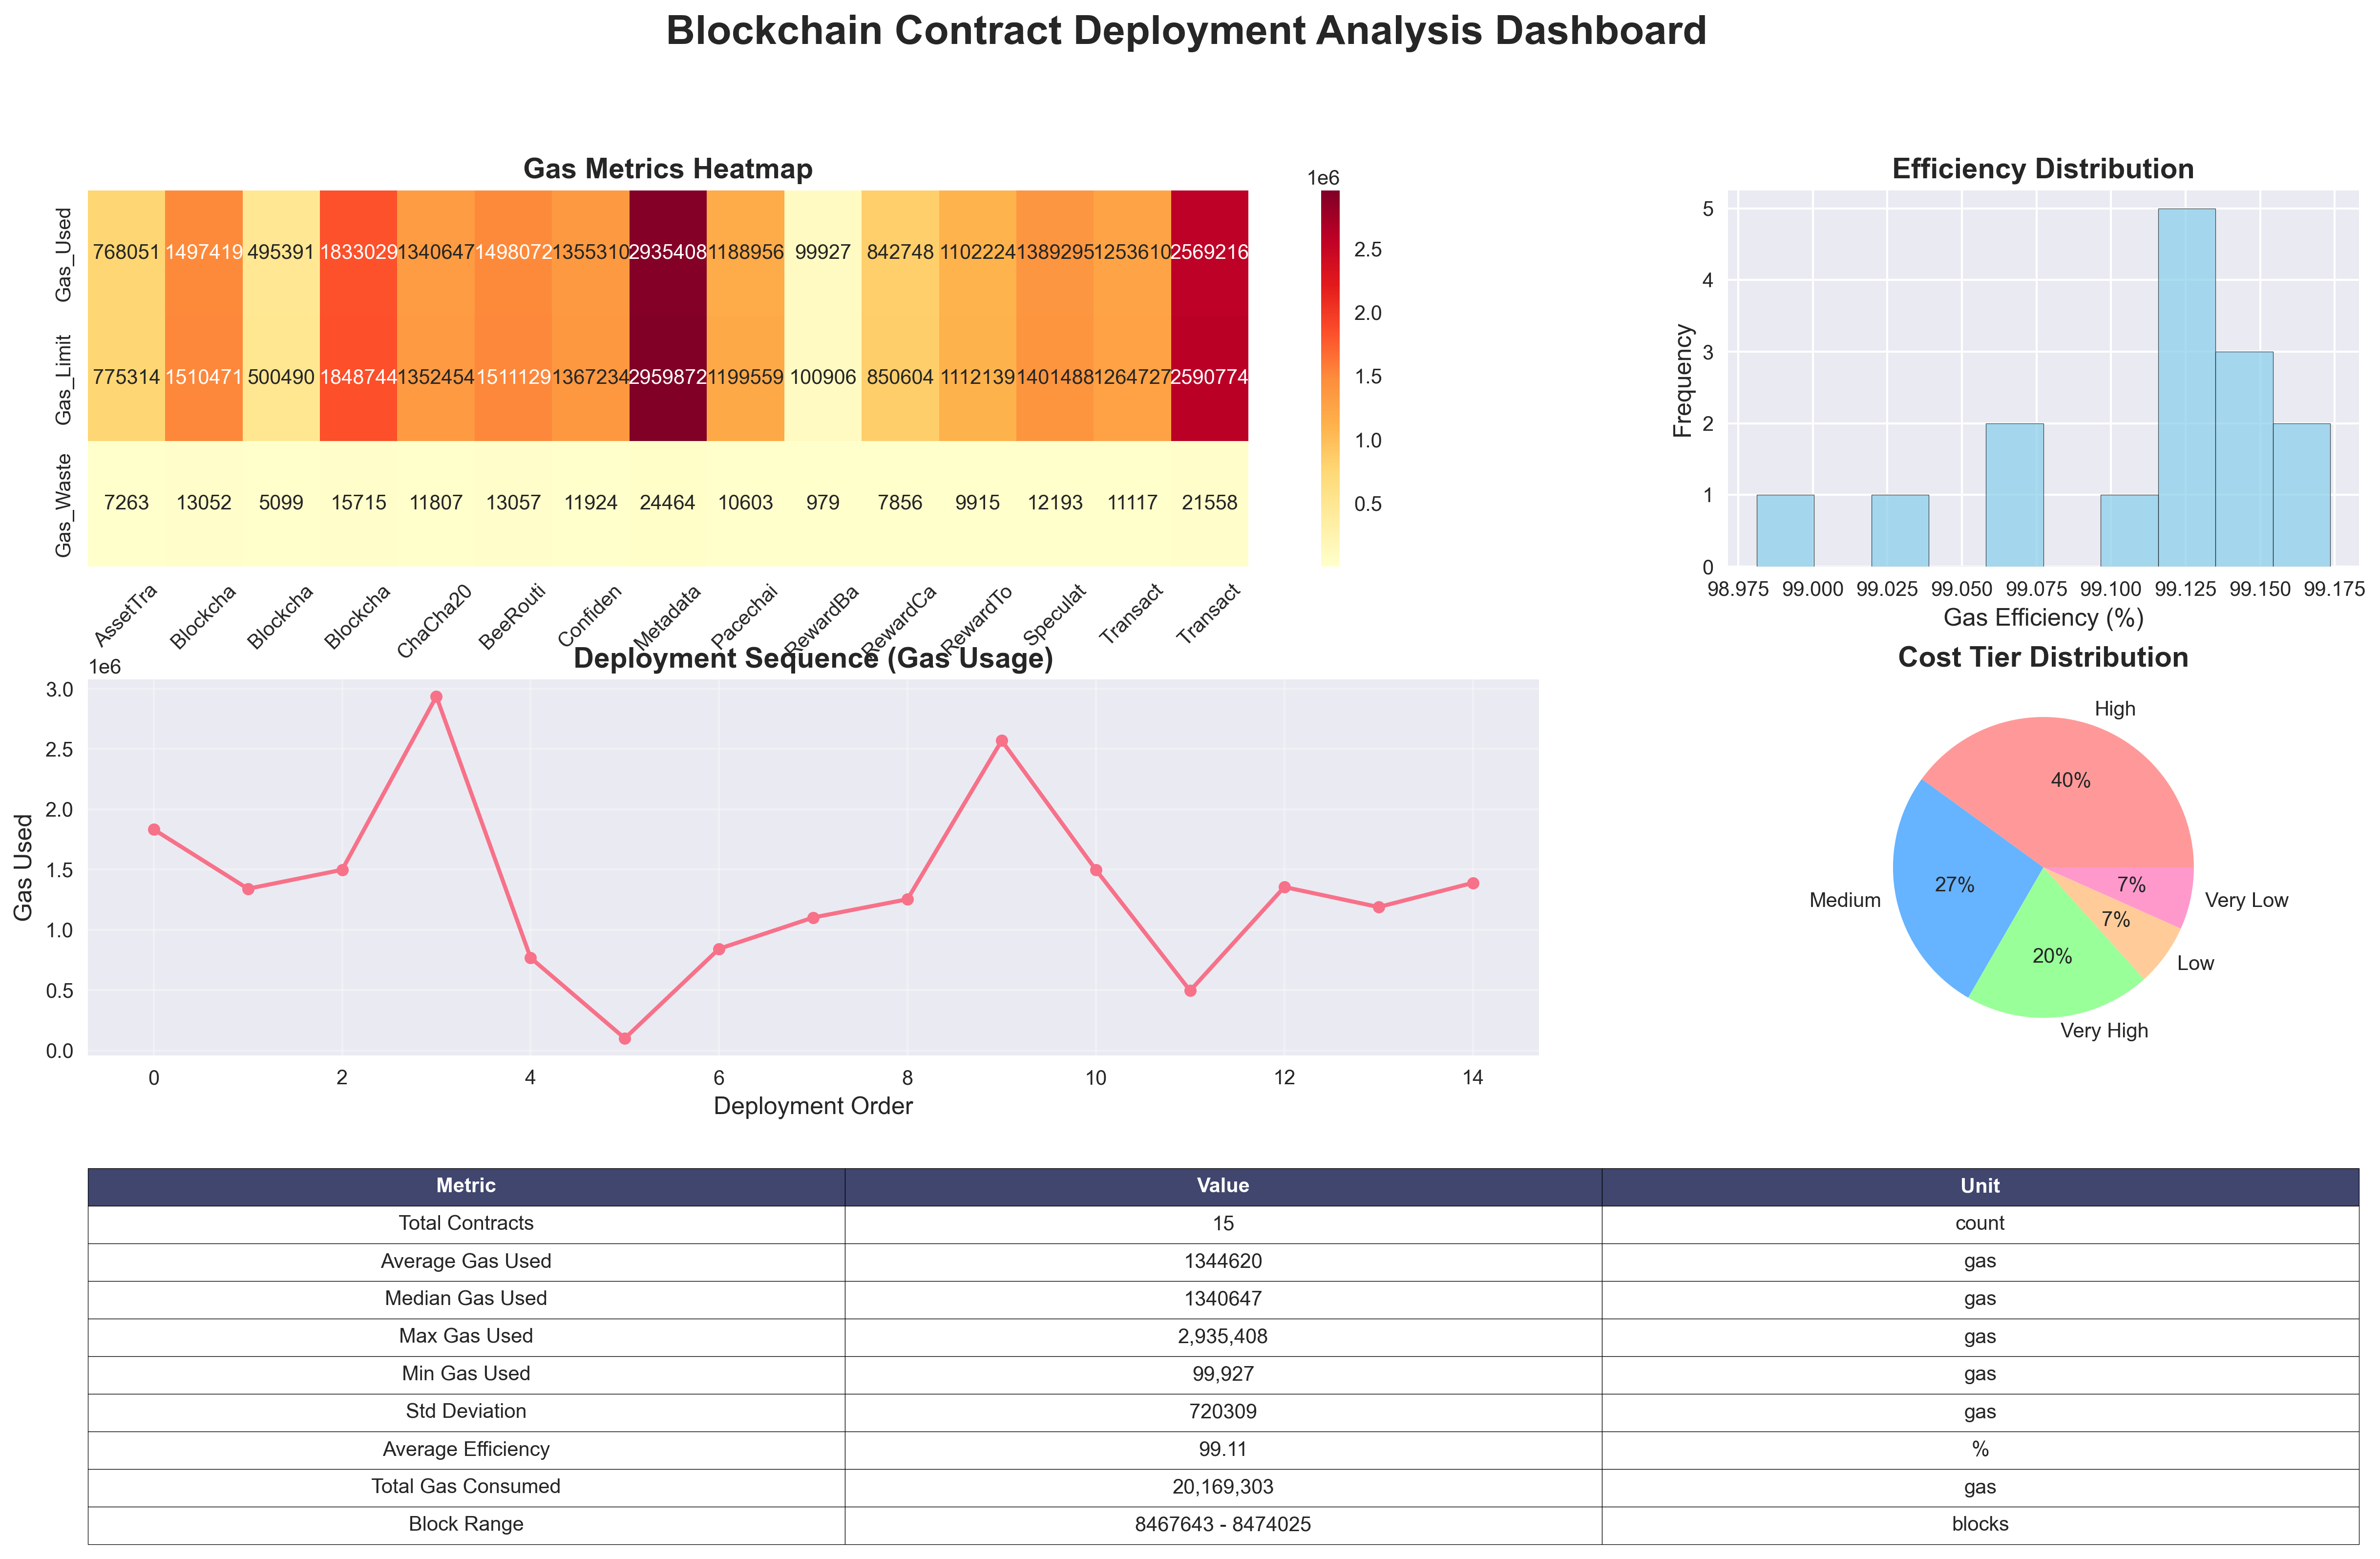 Blockchain Contract Deployment Analysis Dashboard
Gas Metrics Heatmap
Gas_Used
768051 1497419 495391 1833029 1340647 1498072 1355310 2935408 1188956 99927 842748 1102224 1389295 1253610 2569216
Gas_Limit
775314 1510471 500490 1848744 1352454 1511129 1367234 2959872 1199559 100906 850604 1112139 1401488 1264727 2590774
Gas_Waste
7263 13052 5099 15715 11807 13057 11924 24464 10603 979 7856 9915 12193 11117 21558
AssetTra Blockcha Blockcha Blockcha ChaCha20 BeeRouti Confiden Metadata Pacechai RewardBa RewardCa RewardTo Speculat Transact Transact
1e6
2.5
2.0
1.5
1.0
0.5
Efficiency Distribution
Frequency
5
4
3
2
1
0
98.975 99.000 99.025 99.050 99.075 99.100 99.125 99.150 99.175
Gas Efficiency (%)
Deployment Sequence (Gas Usage)
1e6
Gas Used
3.0
2.5
2.0
1.5
1.0
0.5
0.0
0 2 4 6 8 10 12 14
Deployment Order
Cost Tier Distribution
High
40%
Medium
27%
Very High
20%
Low
7%
Very Low
7%
Metric Value Unit
Total Contracts 15 count
Average Gas Used 1344620 gas
Median Gas Used 1340647 gas
Max Gas Used 2,935,408 gas
Min Gas Used 99,927 gas
Std Deviation 720309 gas
Average Efficiency 99.11 %
Total Gas Consumed 20,169,303 gas
Block Range 8467643 - 8474025 blocks